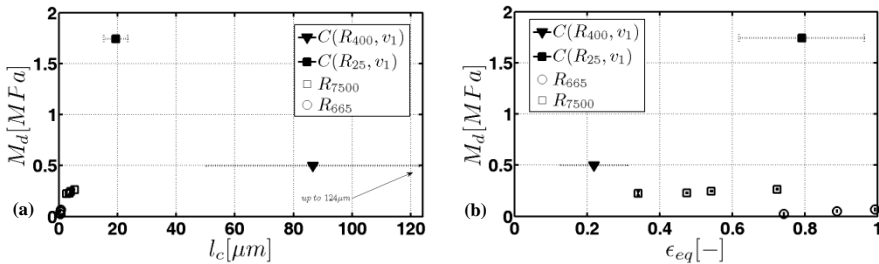 2
1.5
1
0.5
0
M_d[MPa]
C(R_400, v_1)
C(R_25, v_1)
R_7500
R_665
up to 124μm
(a)
0 20 40 60 80 100 120
l_c[μm]
2
1.5
1
0.5
0
M_d[MPa]
C(R_400, v_1)
C(R_25, v_1)
R_665
R_7500
(b)
0 0.2 0.4 0.6 0.8 1
ϵ_eq[−]